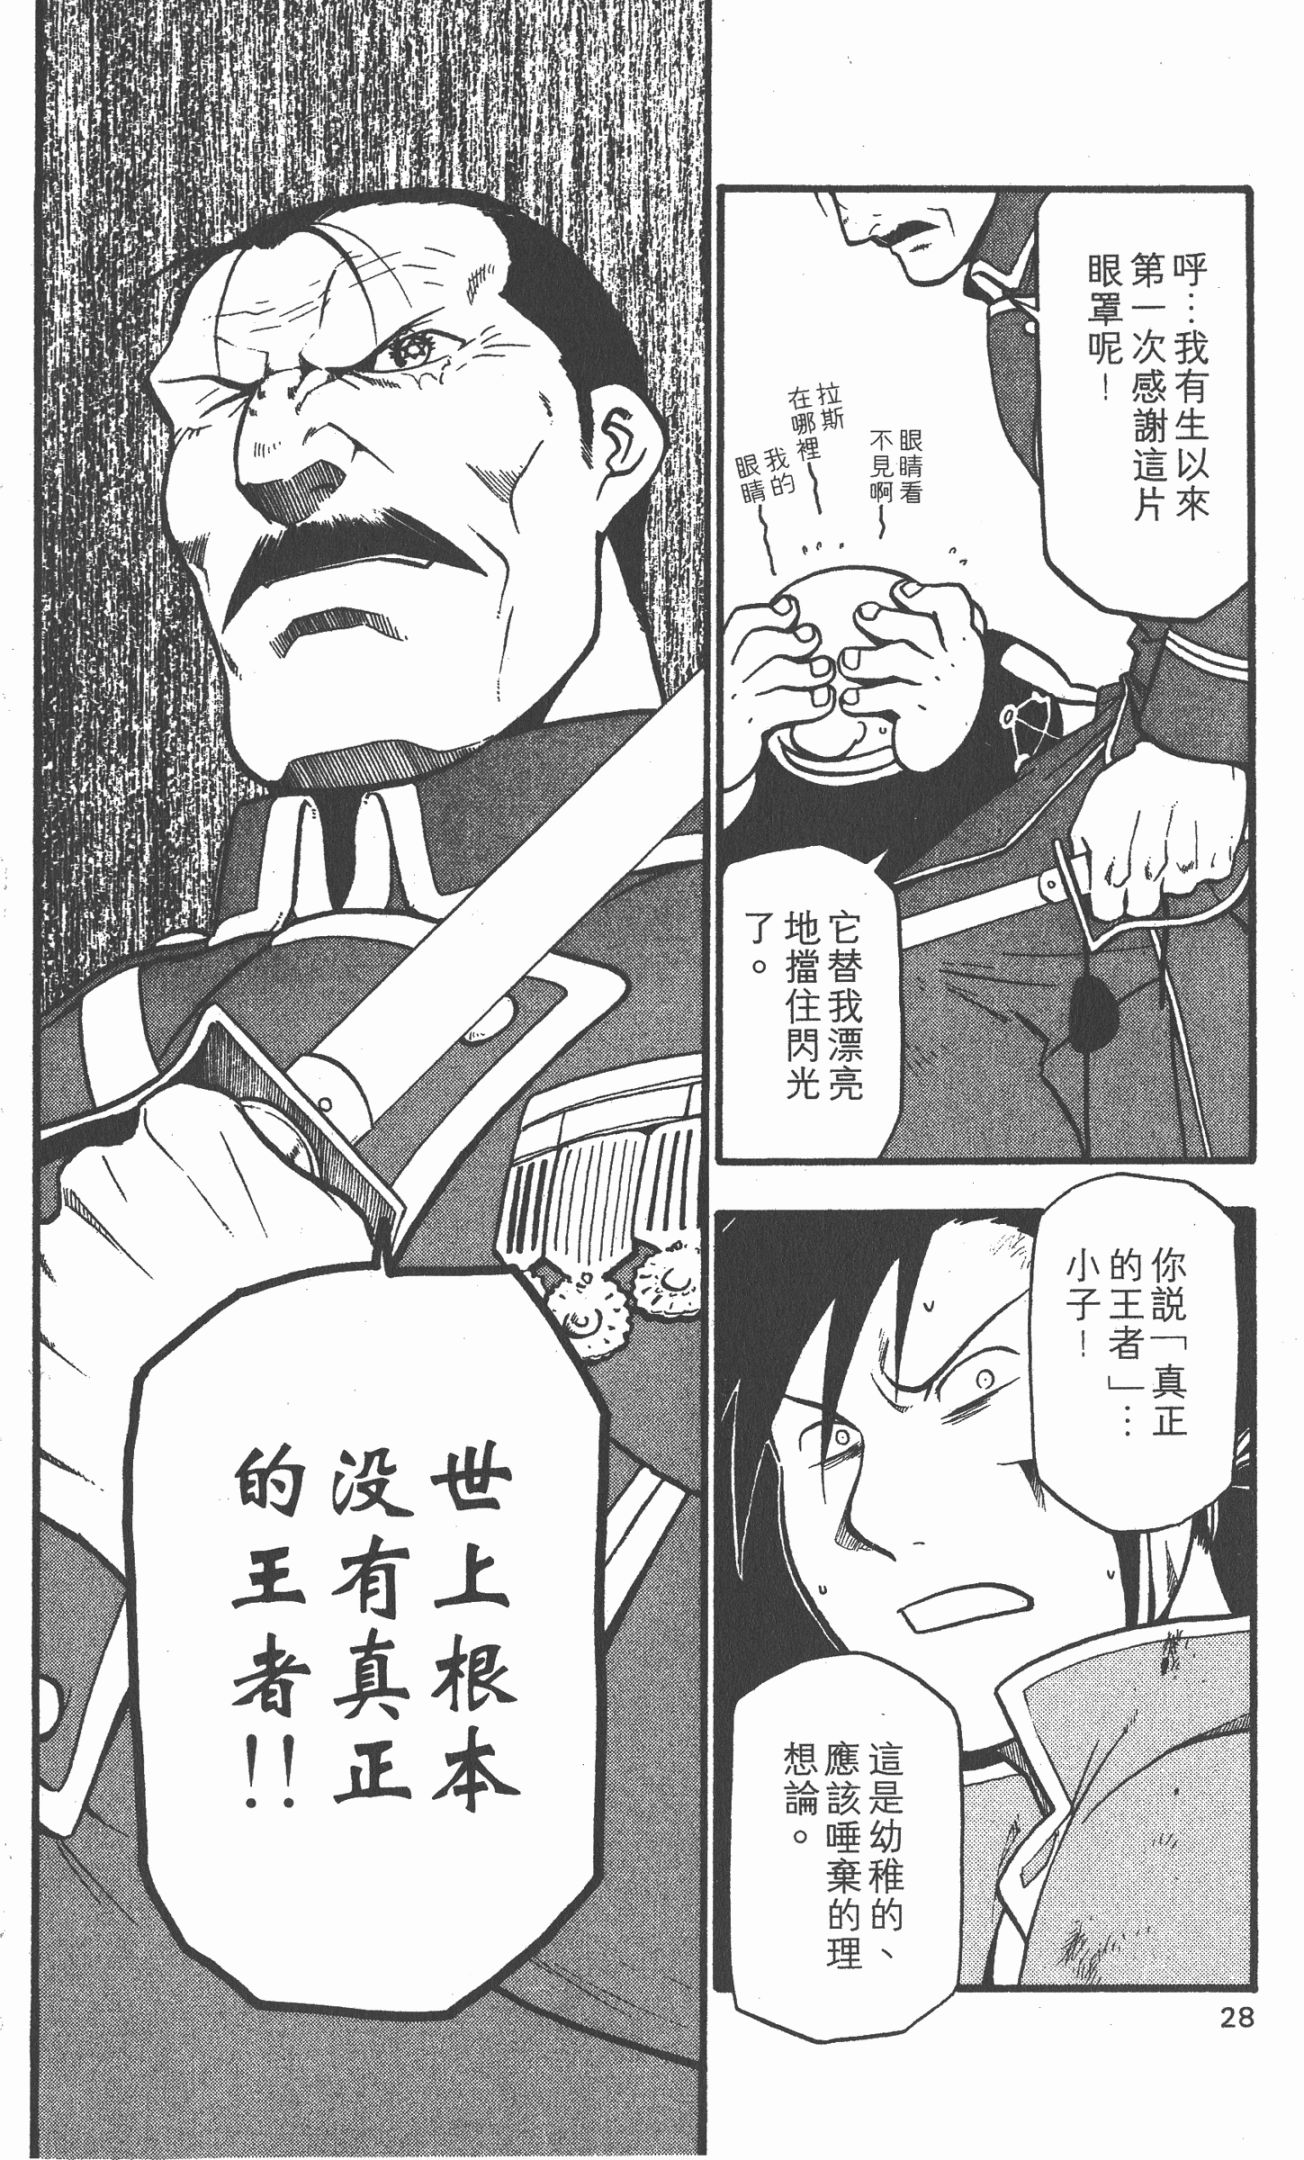 呼…我有生以來
第一次感謝這片
眼罩呢！
眼睛看
不見啊
拉斯
在哪裡
我的
眼睛
它替我漂亮
地擋住閃光
了。
你說「真正
的王者」…
小子！
這是幼稚的、
應該唾棄的理
想論。
世上根本
沒有真正
的王者！！
28